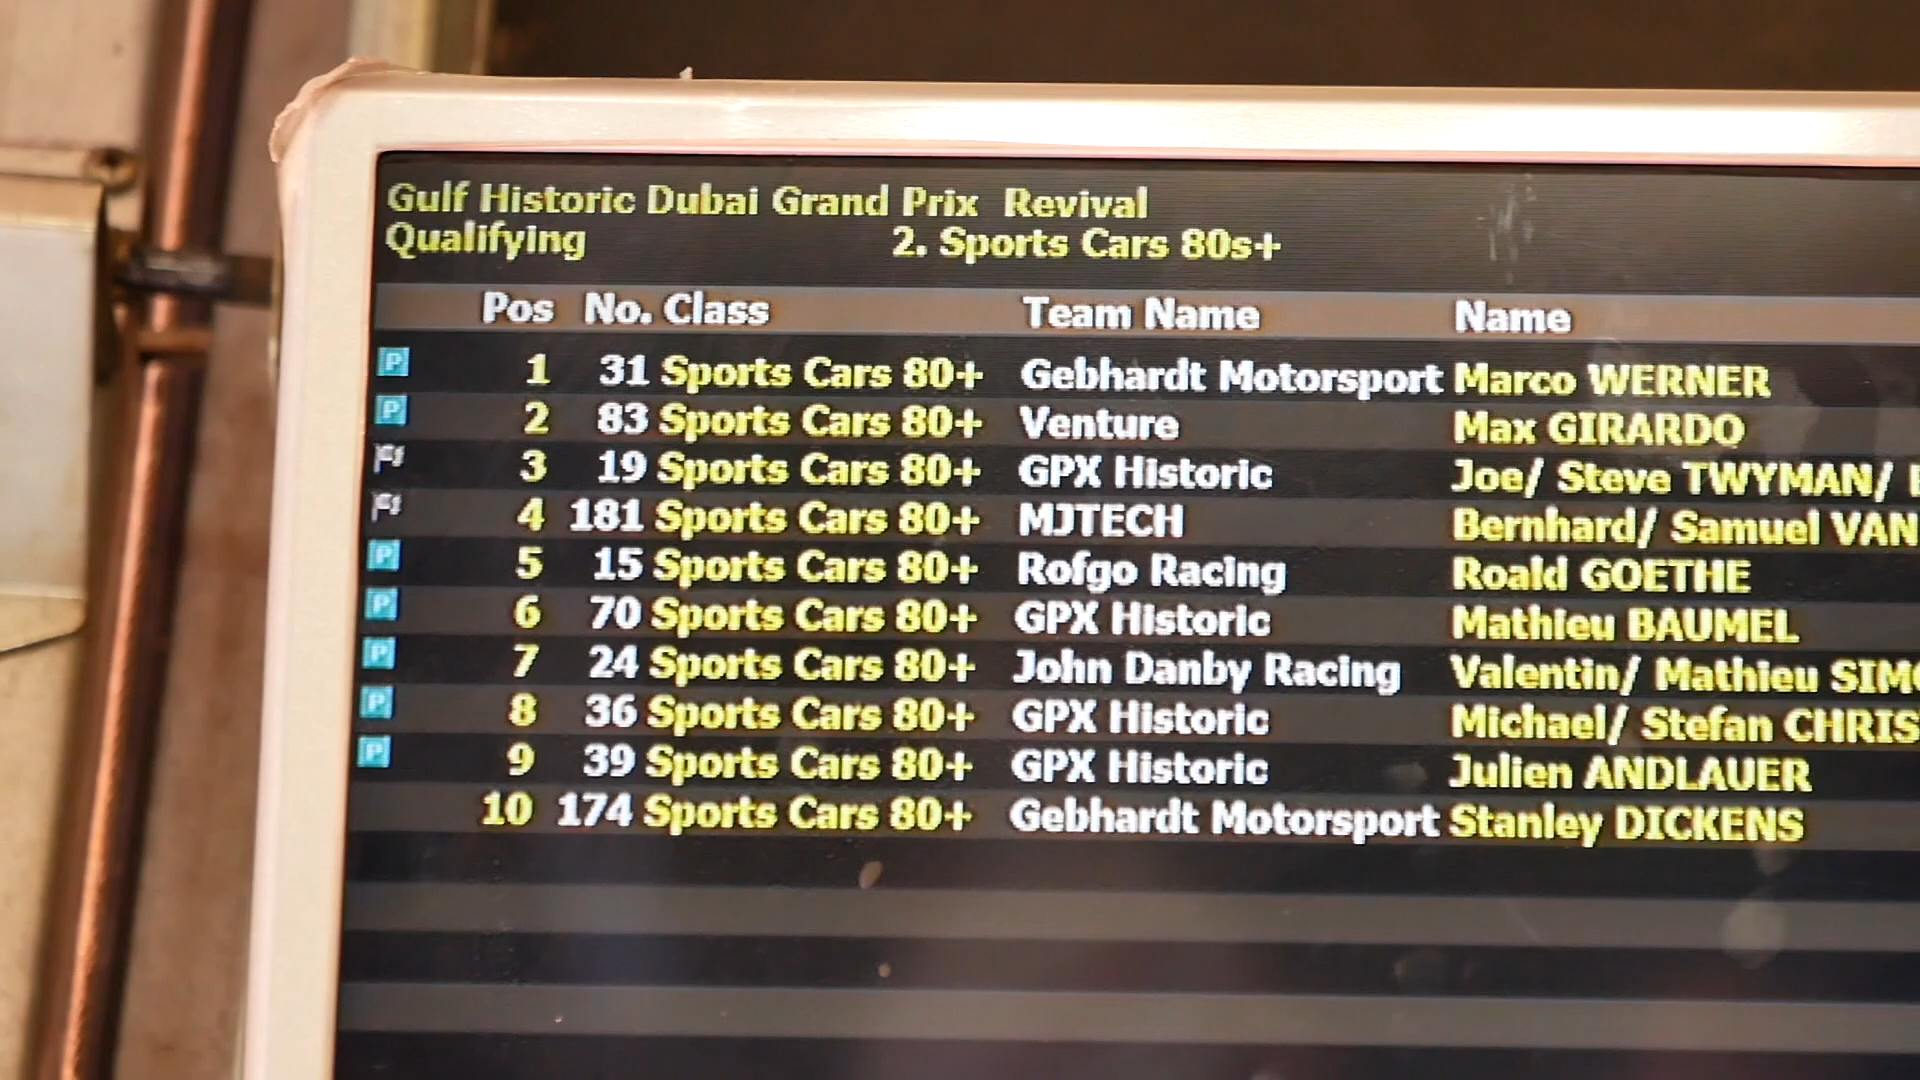 Gulf Historic Dubai Grand Prix Revival
Qualifying 2. Sports Cars 80s+
Pos No. Class Team Name Name
P 1 31 Sports Cars 80+ Gebhardt Motorsport Marco WERNER
P 2 83 Sports Cars 80+ Venture Max GIRARDO
3 19 Sports Cars 80+ GPX Historic Joe/ Steve TWYMAN/
4 181 Sports Cars 80+ MJTECH Bernhard/ Samuel VAN
P 5 15 Sports Cars 80+ Rofgo Racing Roald GOETHE
P 6 70 Sports Cars 80+ GPX Historic Mathieu BAUMEL
P 7 24 Sports Cars 80+ John Danby Racing Valentin/ Mathieu
P 8 36 Sports Cars 80+ GPX Historic Michael/ Stefan CHRIS
P 9 39 Sports Cars 80+ GPX Historic Julien ANDLAUER
10 174 Sports Cars 80+ Gebhardt Motorsport Stanley DICKENS